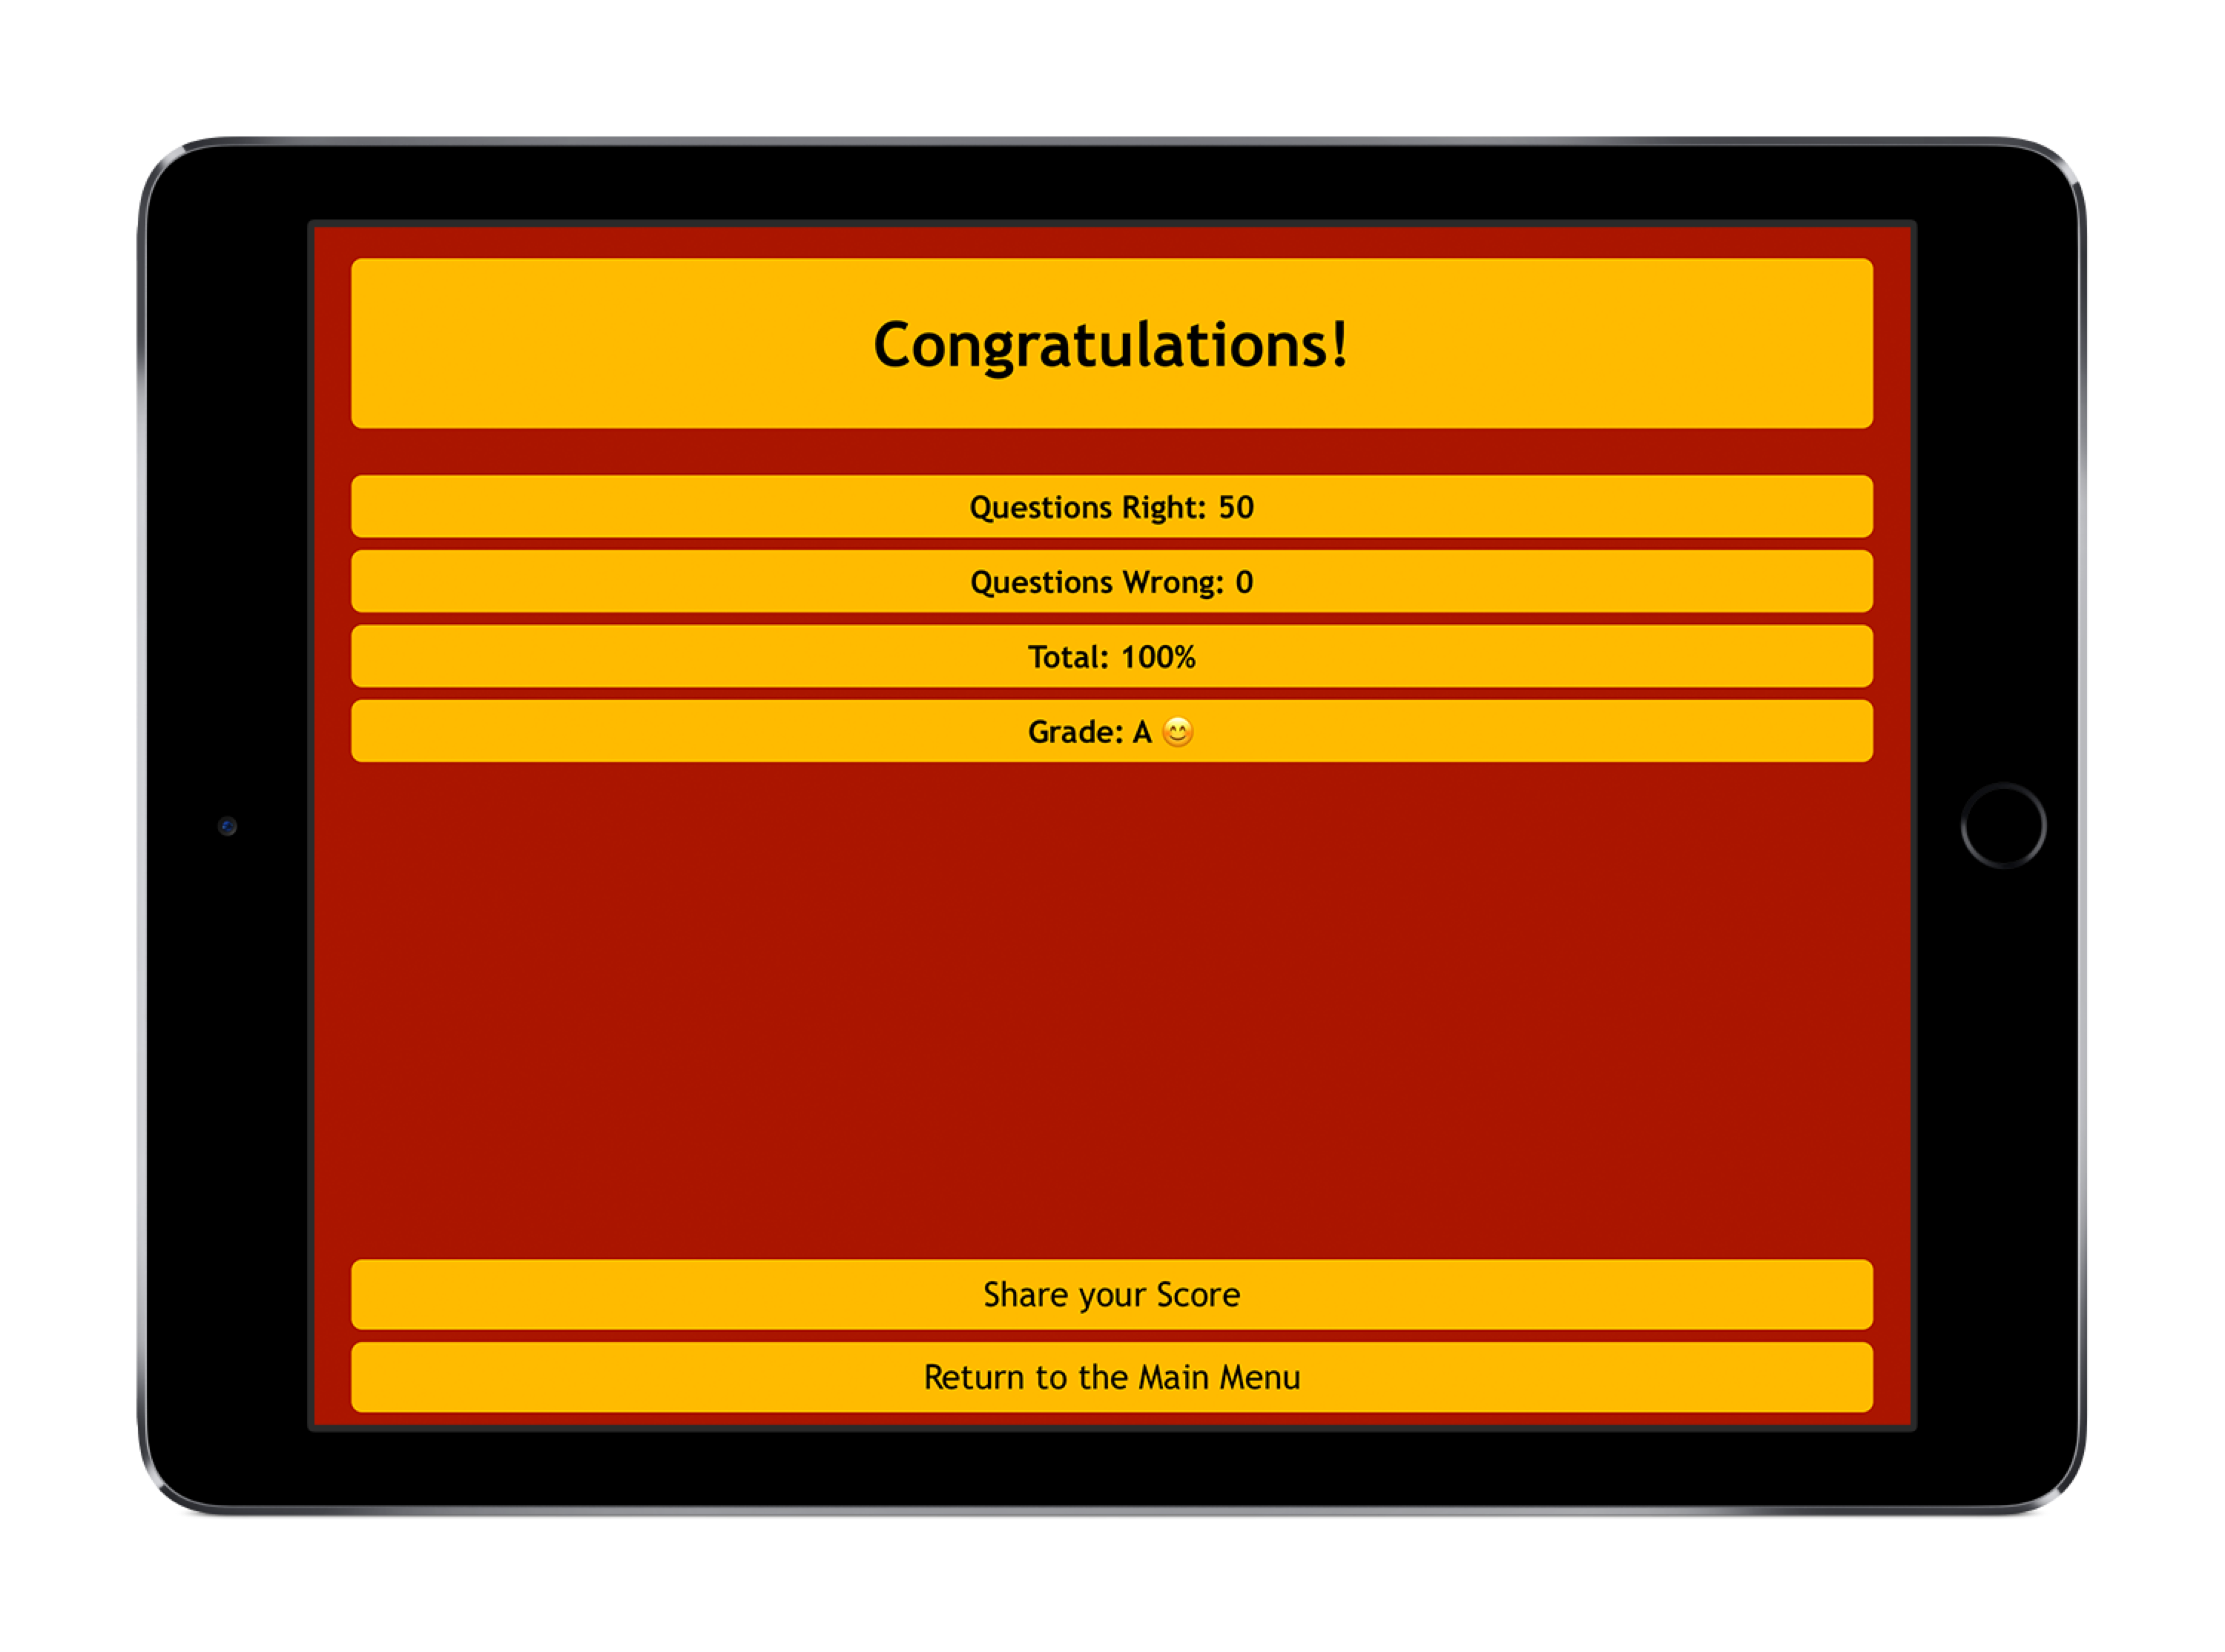 Congratulations!
Questions Right: 50
Questions Wrong: 0
Total: 100%
Grade: A 😊
Share your Score
Return to the Main Menu